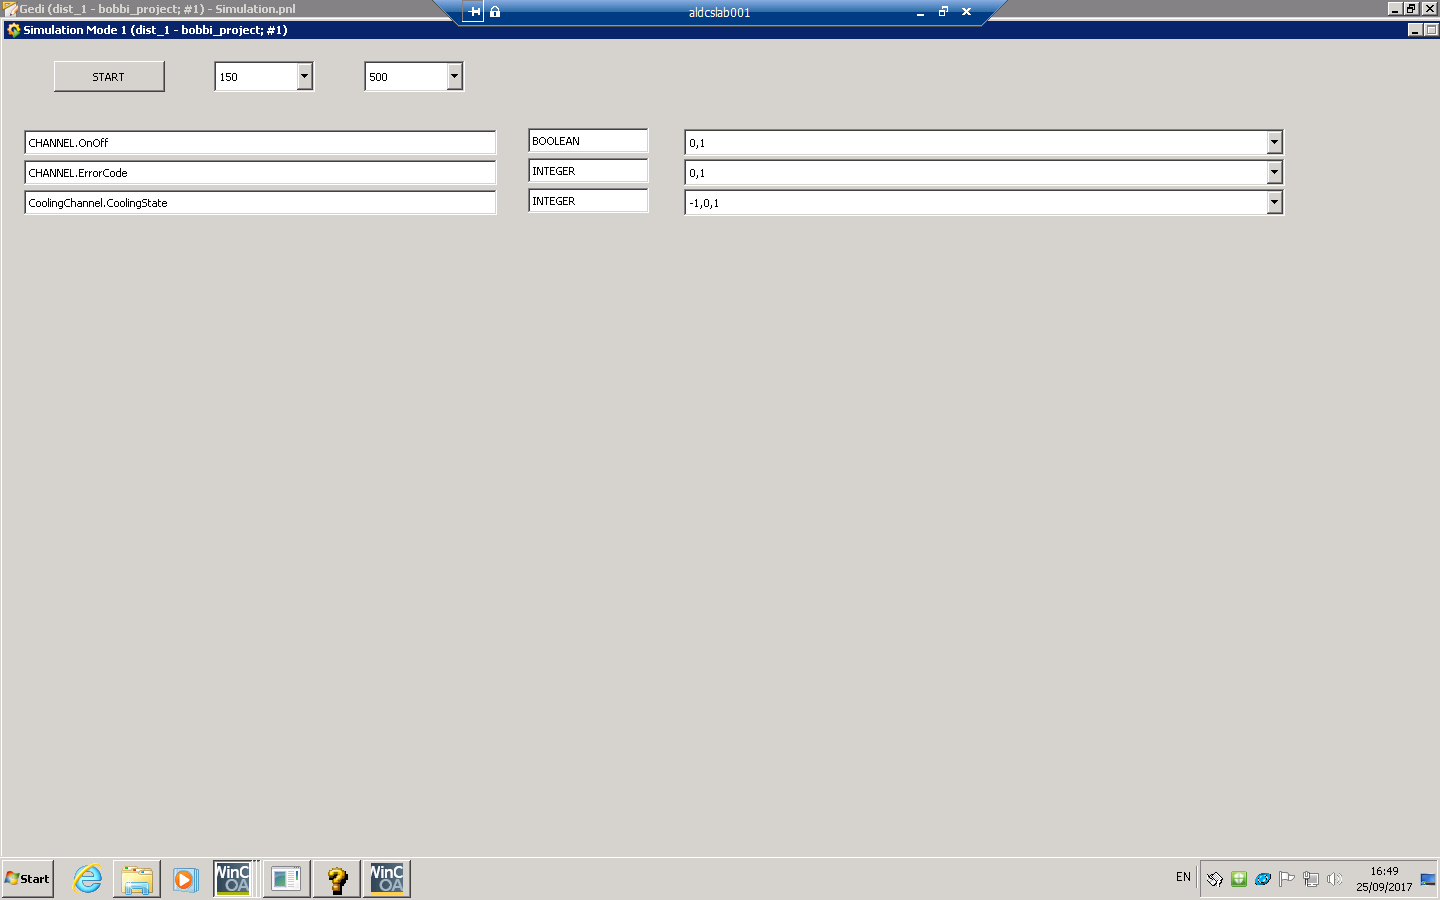 Gedi (dist_1 - bobbi_project; #1) - Simulation.pnl
aldcslab001
Simulation Mode 1 (dist_1 - bobbi_project; #1)
START 150 500
CHANNEL.OnOff BOOLEAN 0,1
CHANNEL.ErrorCode INTEGER 0,1
CoolingChannel.CoolingState INTEGER -1,0,1
Start WinC OA WinC OA EN 16:49
25/09/2017